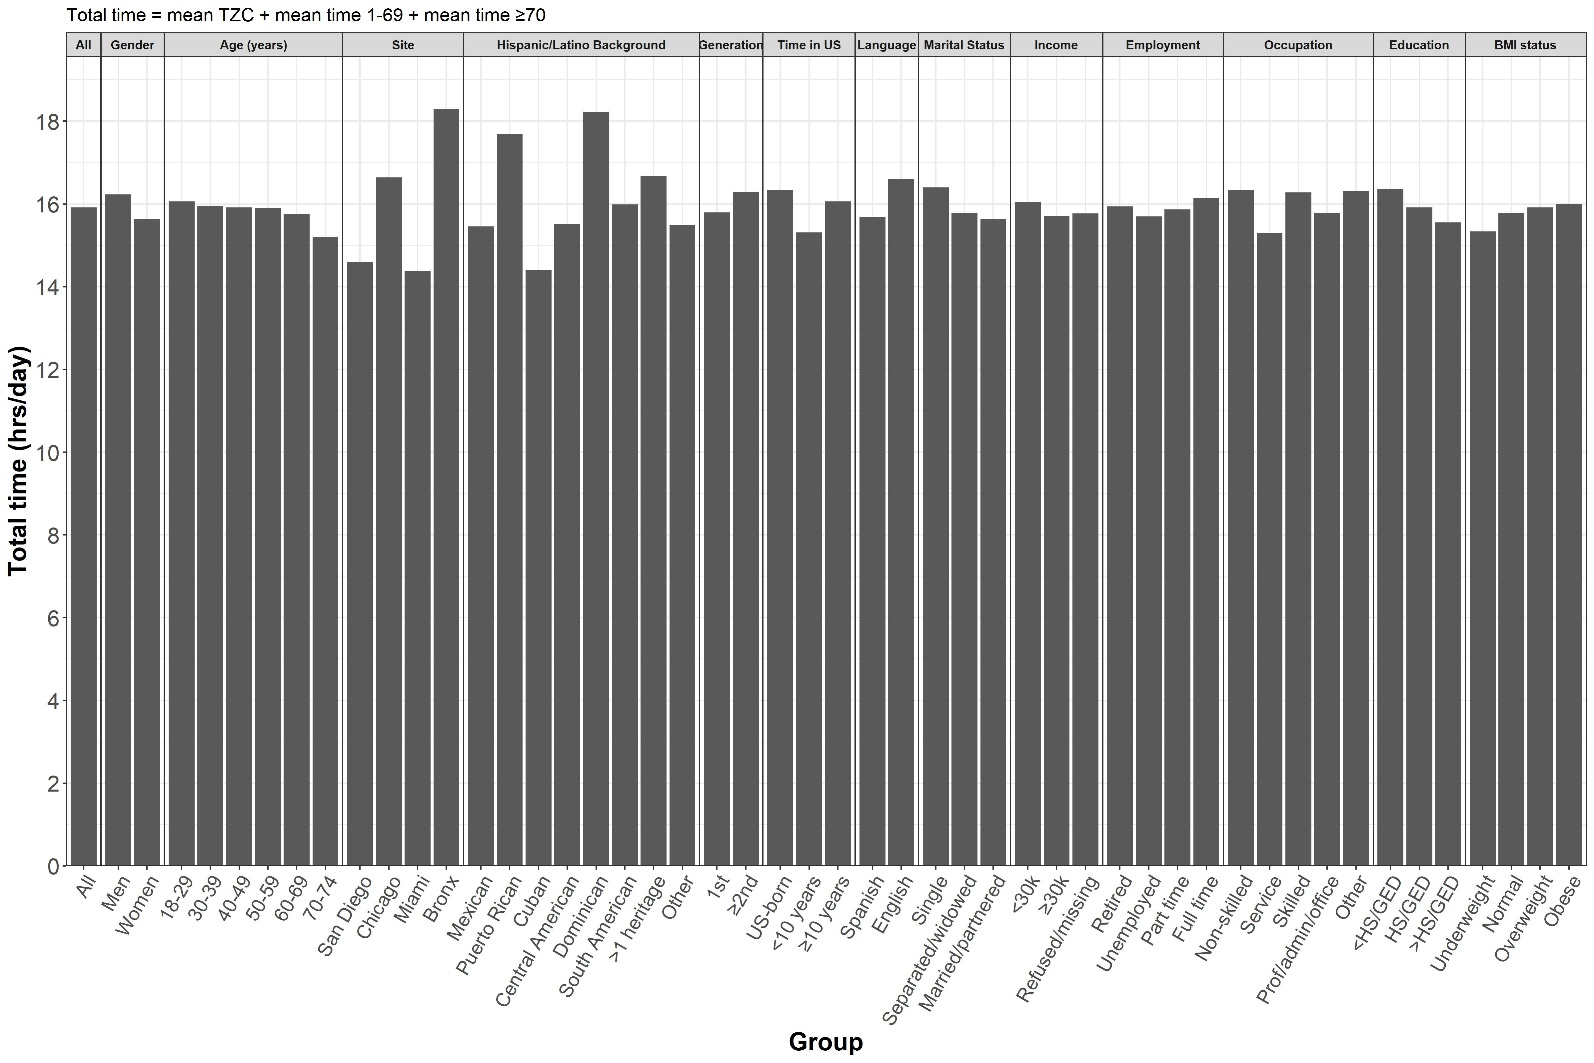 Total time = mean TZC + mean time 1-69 + mean time ≥70
All Gender Age (years) Site Hispanic/Latino Background Generation Time in US Language Marital Status Income Employment Occupation Education BMI status
Total time (hrs/day)
18
16
14
12
10
8
6
4
2
0
All
Men
Women
18-29
30-39
40-49
50-59
60-69
70-74
San Diego
Chicago
Miami
Bronx
Mexican
Puerto Rican
Cuban
Central American
Dominican
South American
>1 heritage
Other
1st
≥2nd
US-born
<10 years
≥10 years
Spanish
English
Single
Separated/widowed
Married/partnered
<30k
≥30k
Refused/missing
Retired
Unemployed
Part time
Full time
Non-skilled
Service
Skilled
Prof/admin/office
Other
<HS/GED
HS/GED
>HS/GED
Underweight
Normal
Overweight
Obese
Group